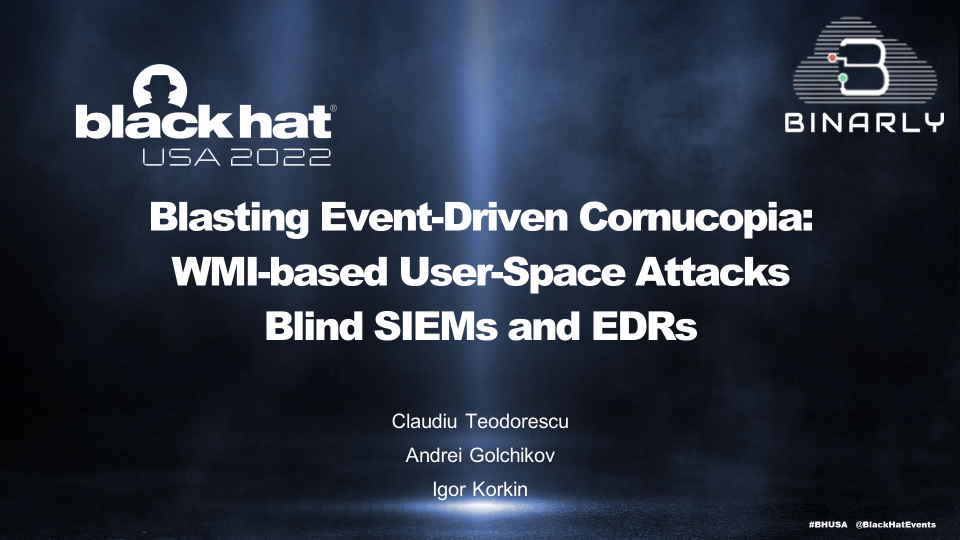 black hat®
USA 2022
B
BINARLY
Blasting Event-Driven Cornucopia:
WMI-based User-Space Attacks
Blind SIEMs and EDRs
Claudiu Teodorescu
Andrei Golchikov
Igor Korkin
#BHUSA @BlackHatEvents